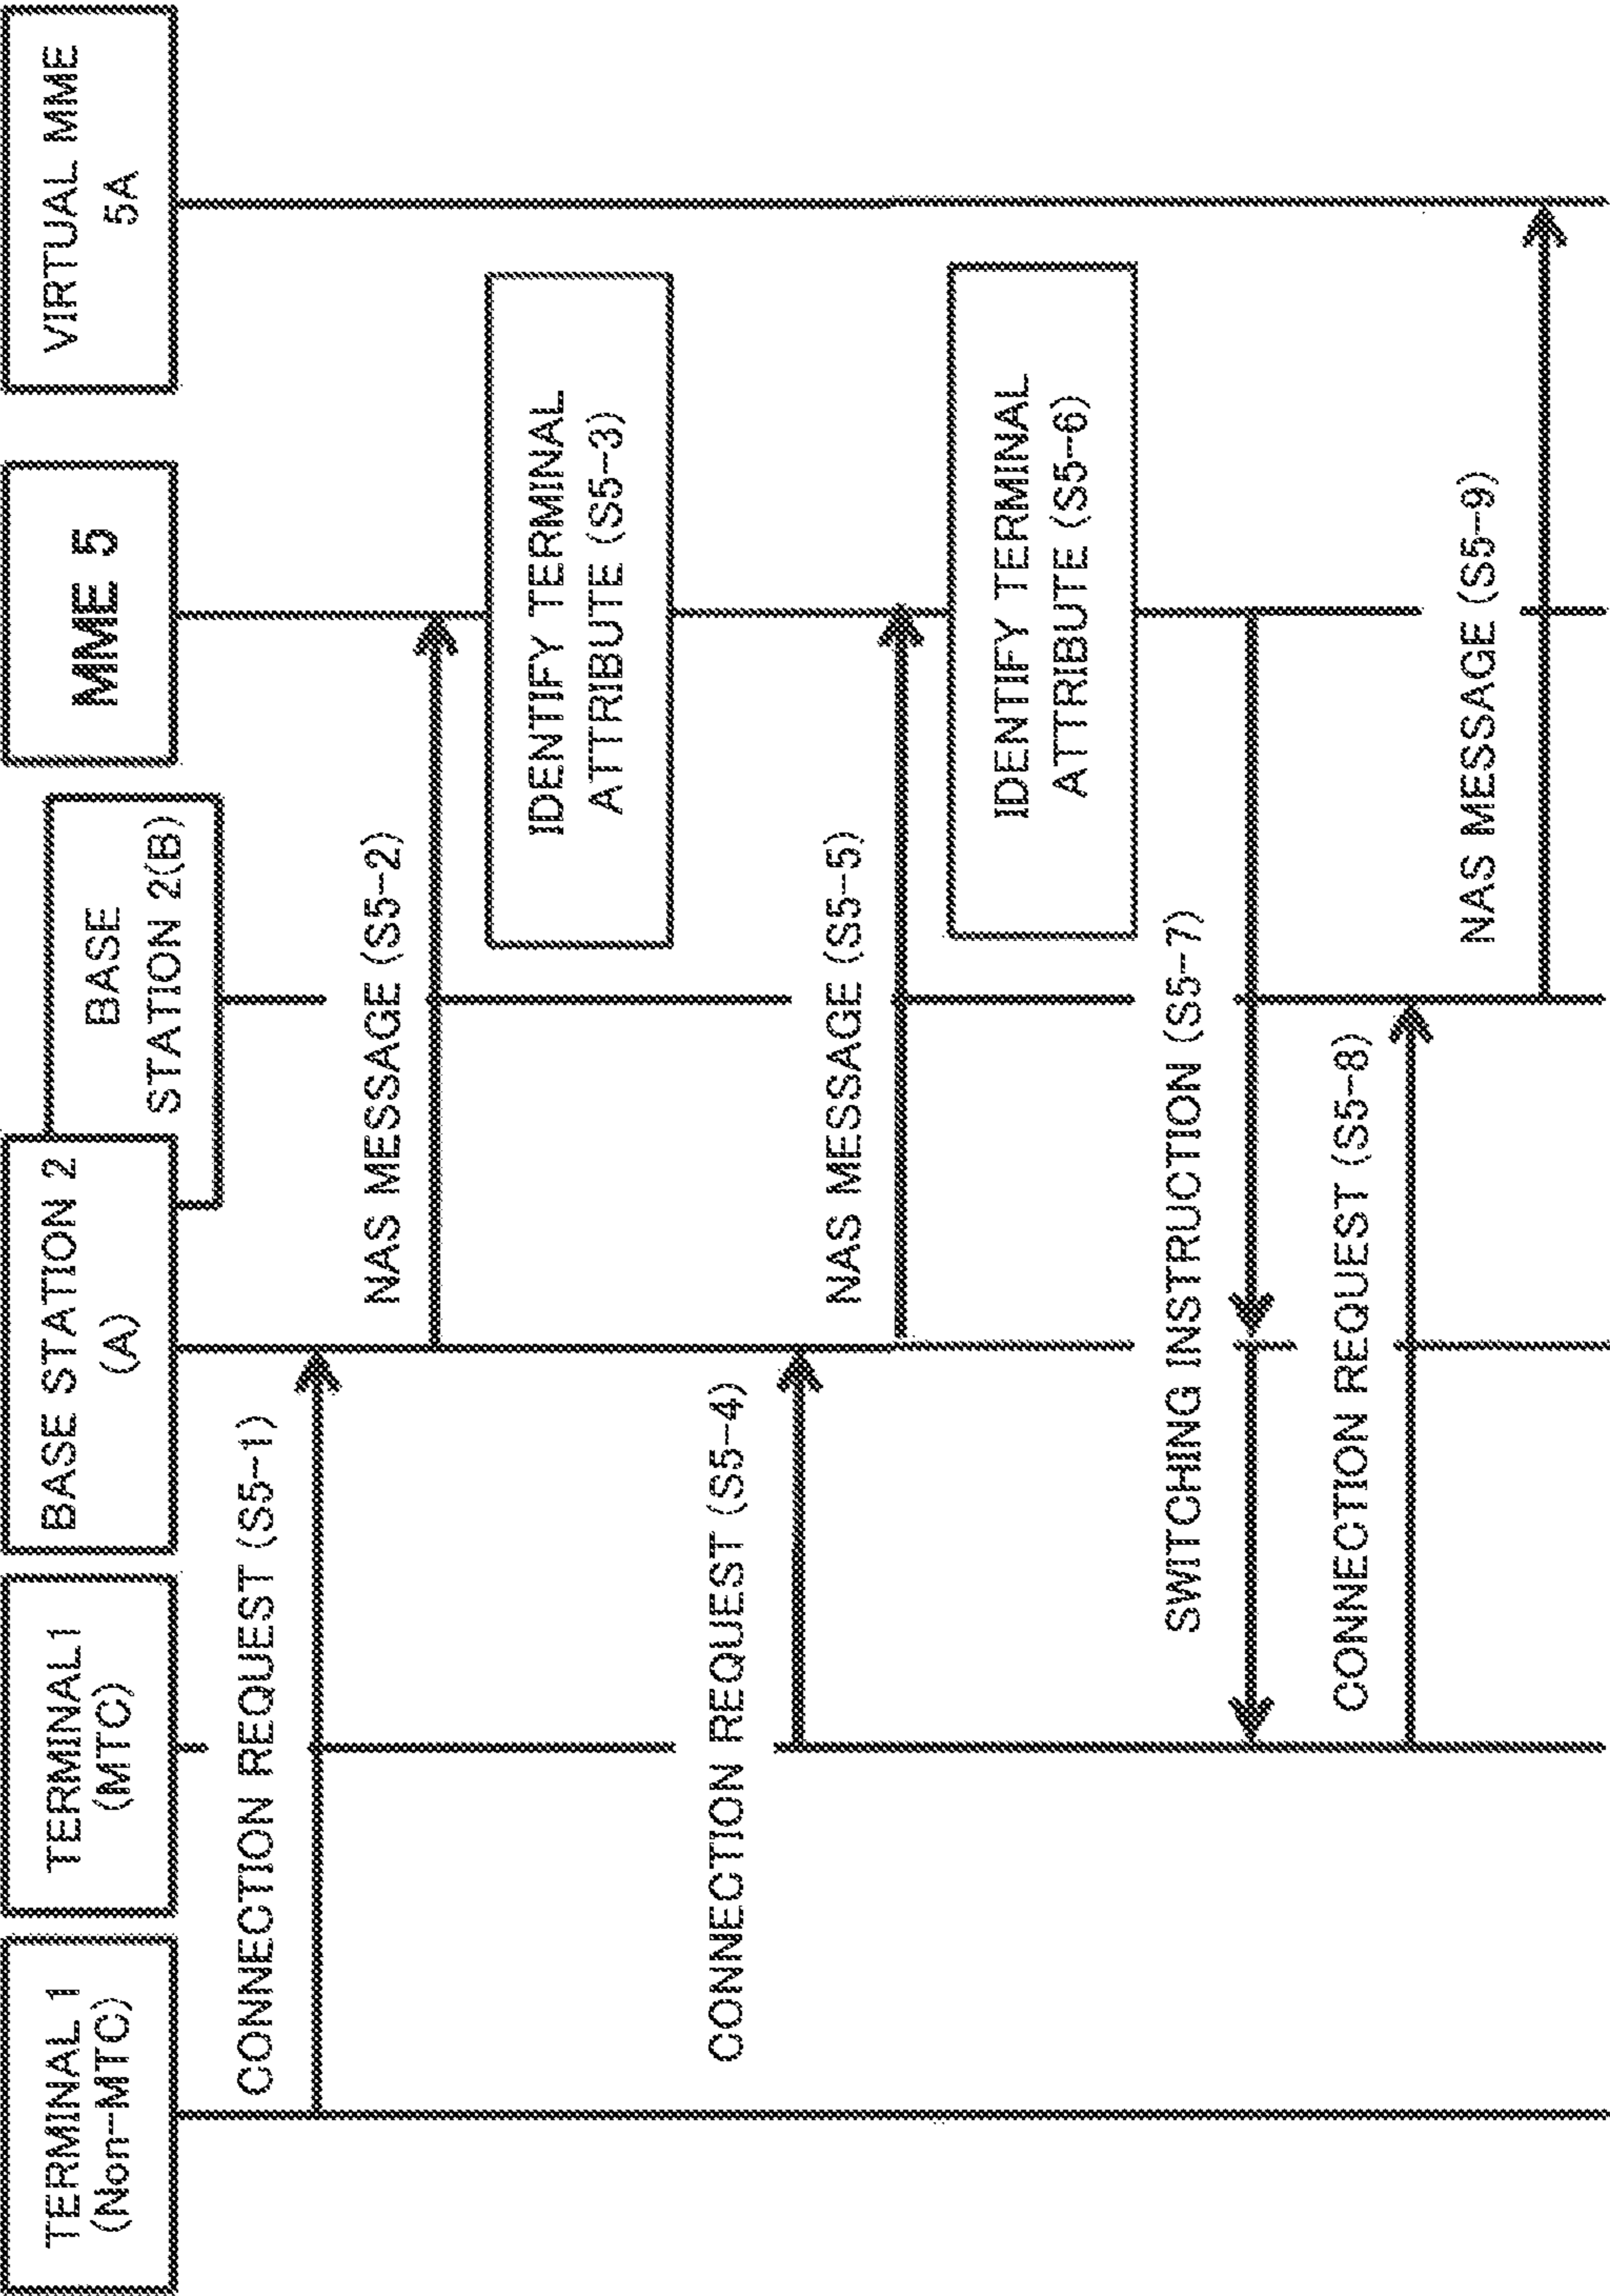 TERMINAL 1
(Non-MTC)
TERMINAL1
(MTC)
BASE STATION 2
(A)
BASE
STATION 2(B)
MME 5
VIRTUAL MME
5A
CONNECTION REQUEST (S5-1)
NAS MESSAGE (S5-2)
IDENTIFY TERMINAL
ATTRIBUTE (S5-3)
CONNECTION REQUEST (S5-4)
NAS MESSAGE (S5-5)
IDENTIFY TERMINAL
ATTRIBUTE (S5-6)
SWITCHING INSTRUCTION (S5-7)
CONNECTION REQUEST (S5-8)
NAS MESSAGE (S5-9)